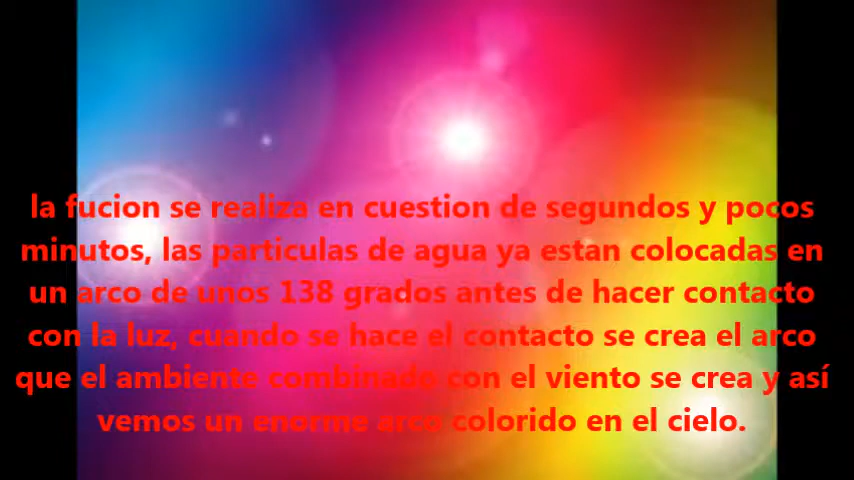 la fucion se realiza en cuestion de segundos y pocos
minutos, las particulas de agua ya estan colocadas en
un arco de unos 138 grados antes de hacer contacto
con la luz, cuando se hace el contacto se crea el arco
que el ambiente combinado con el viento se crea y así
vemos un enorme arco colorido en el cielo.